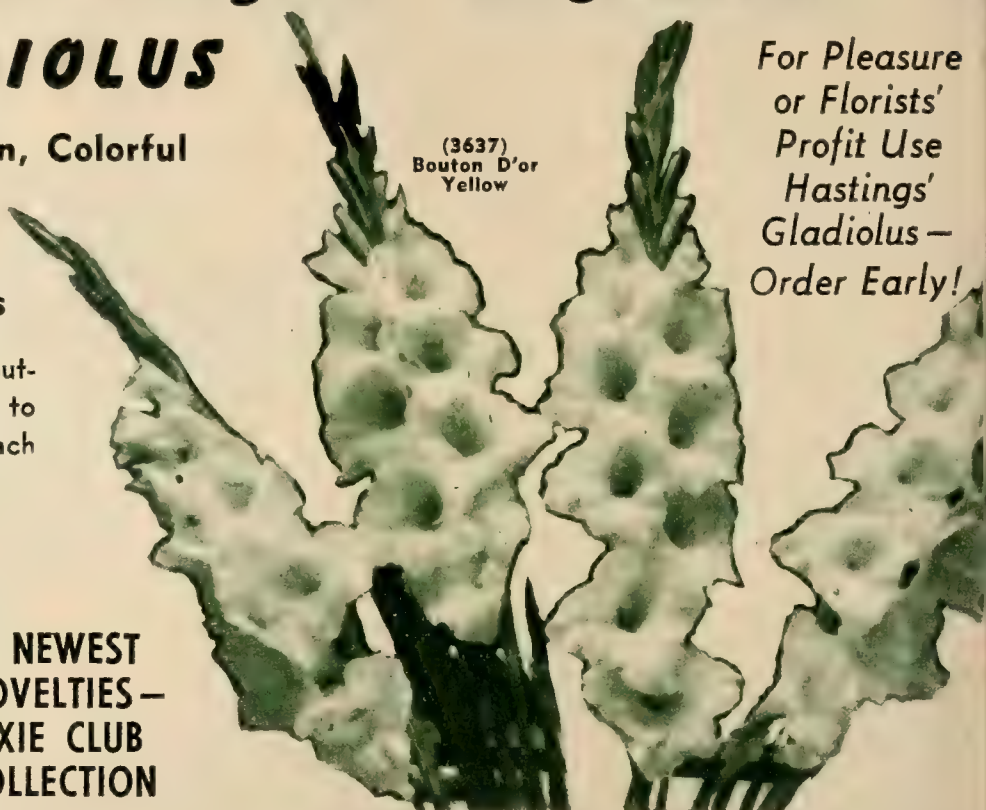 IOLUS
n, Colorful
(3637)
Bouton D'or
Yellow
For Pleasure
or Florists'
Profit Use
Hastings'
Gladiolus—
Order Early!
s
ut-
to
ach
NEWEST
OVELTIES—
XIE CLUB
OLLECTION